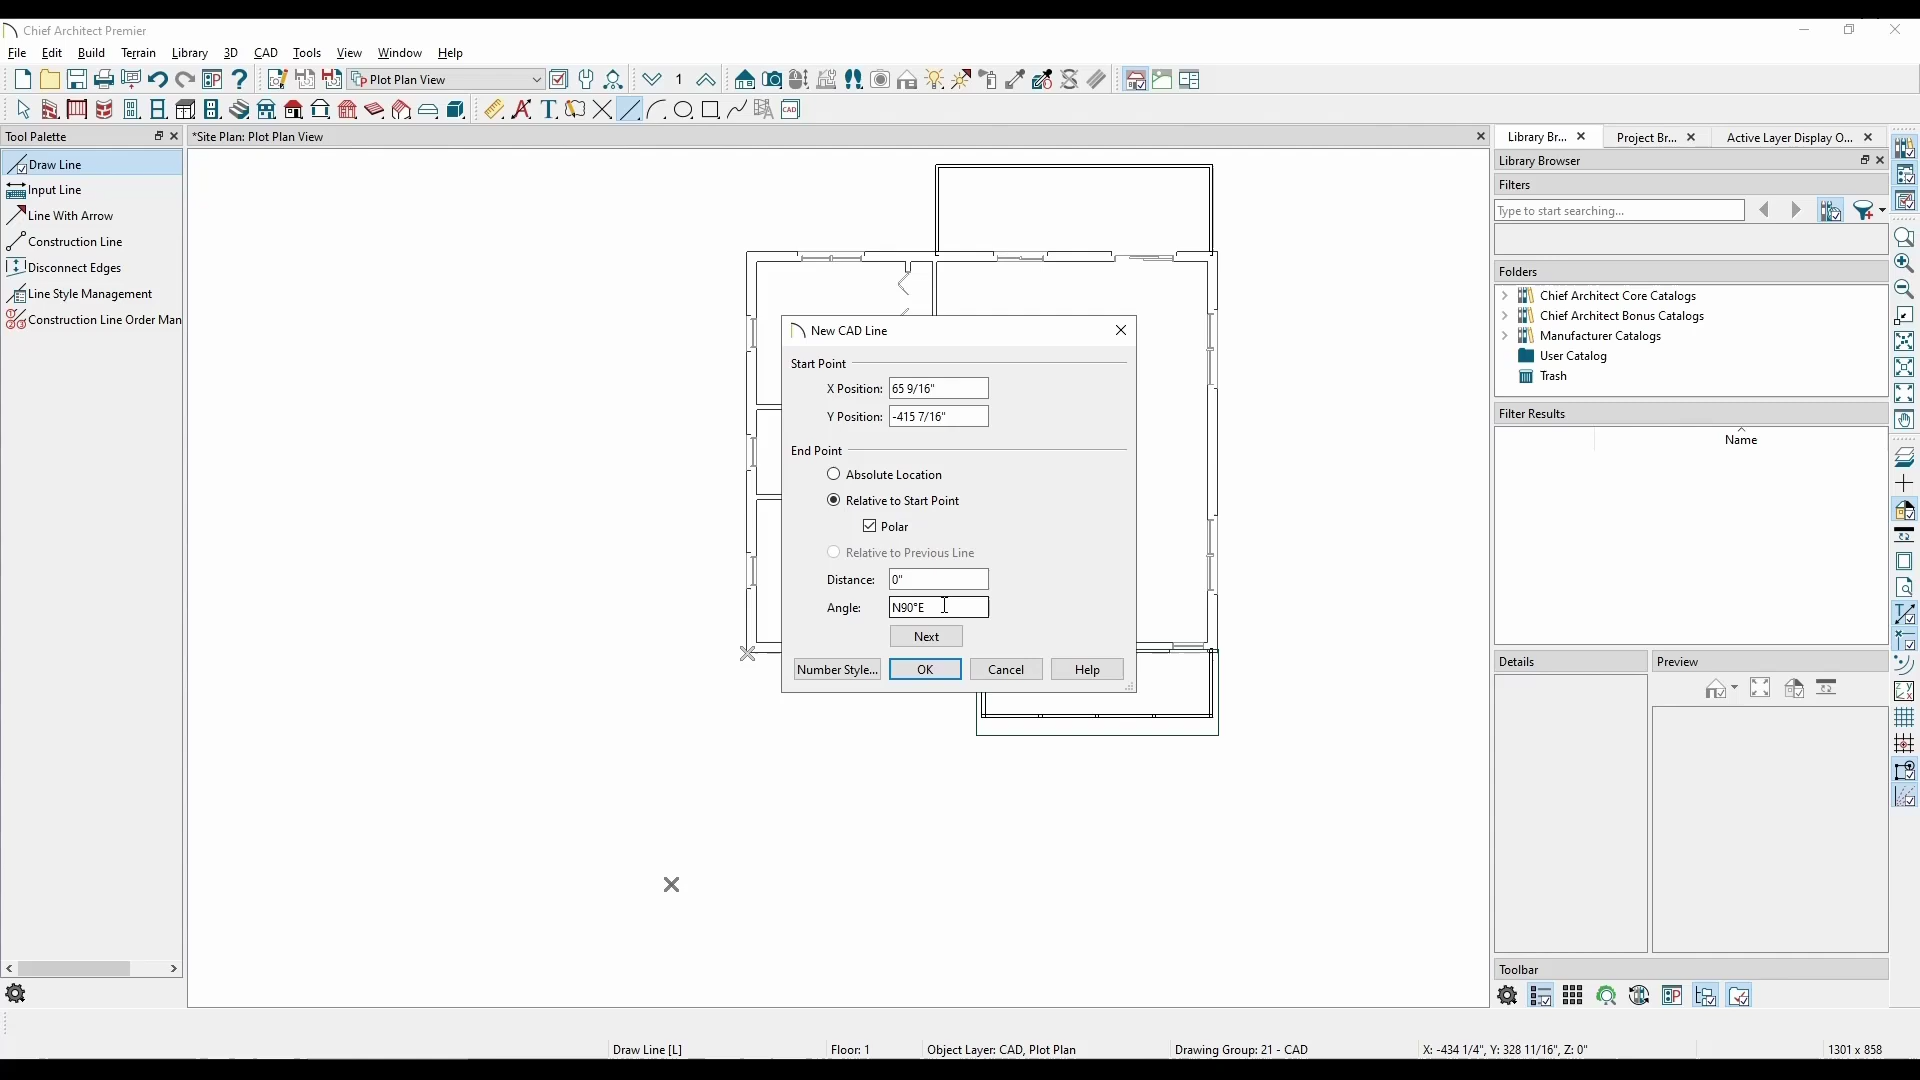 Chief Architect Premier
File Edit Build Terrain Library 3D CAD Tools View Window Help
Plot Plan View
1
CAD
Tool Palette
*Site Plan: Plot Plan View
Library Br...
Project Br...
Active Layer Display O...
Draw Line
Input Line
Line With Arrow
Construction Line
Disconnect Edges
Line Style Management
Construction Line Order Man
Library Browser
Filters
Type to start searching...
Folders
Chief Architect Core Catalogs
Chief Architect Bonus Catalogs
Manufacturer Catalogs
User Catalog
Trash
Filter Results
Name
Details
Preview
Toolbar
New CAD Line
Start Point
X Position: 65 9/16"
Y Position: -415 7/16"
End Point
Absolute Location
Relative to Start Point
Polar
Relative to Previous Line
Distance: 0"
Angle: N90°E
Next
Number Style... OK Cancel Help
Draw Line [L]
Floor: 1
Object Layer: CAD, Plot Plan
Drawing Group: 21 - CAD
X: -434 1/4", Y: 328 11/16", Z: 0"
1301 x 858